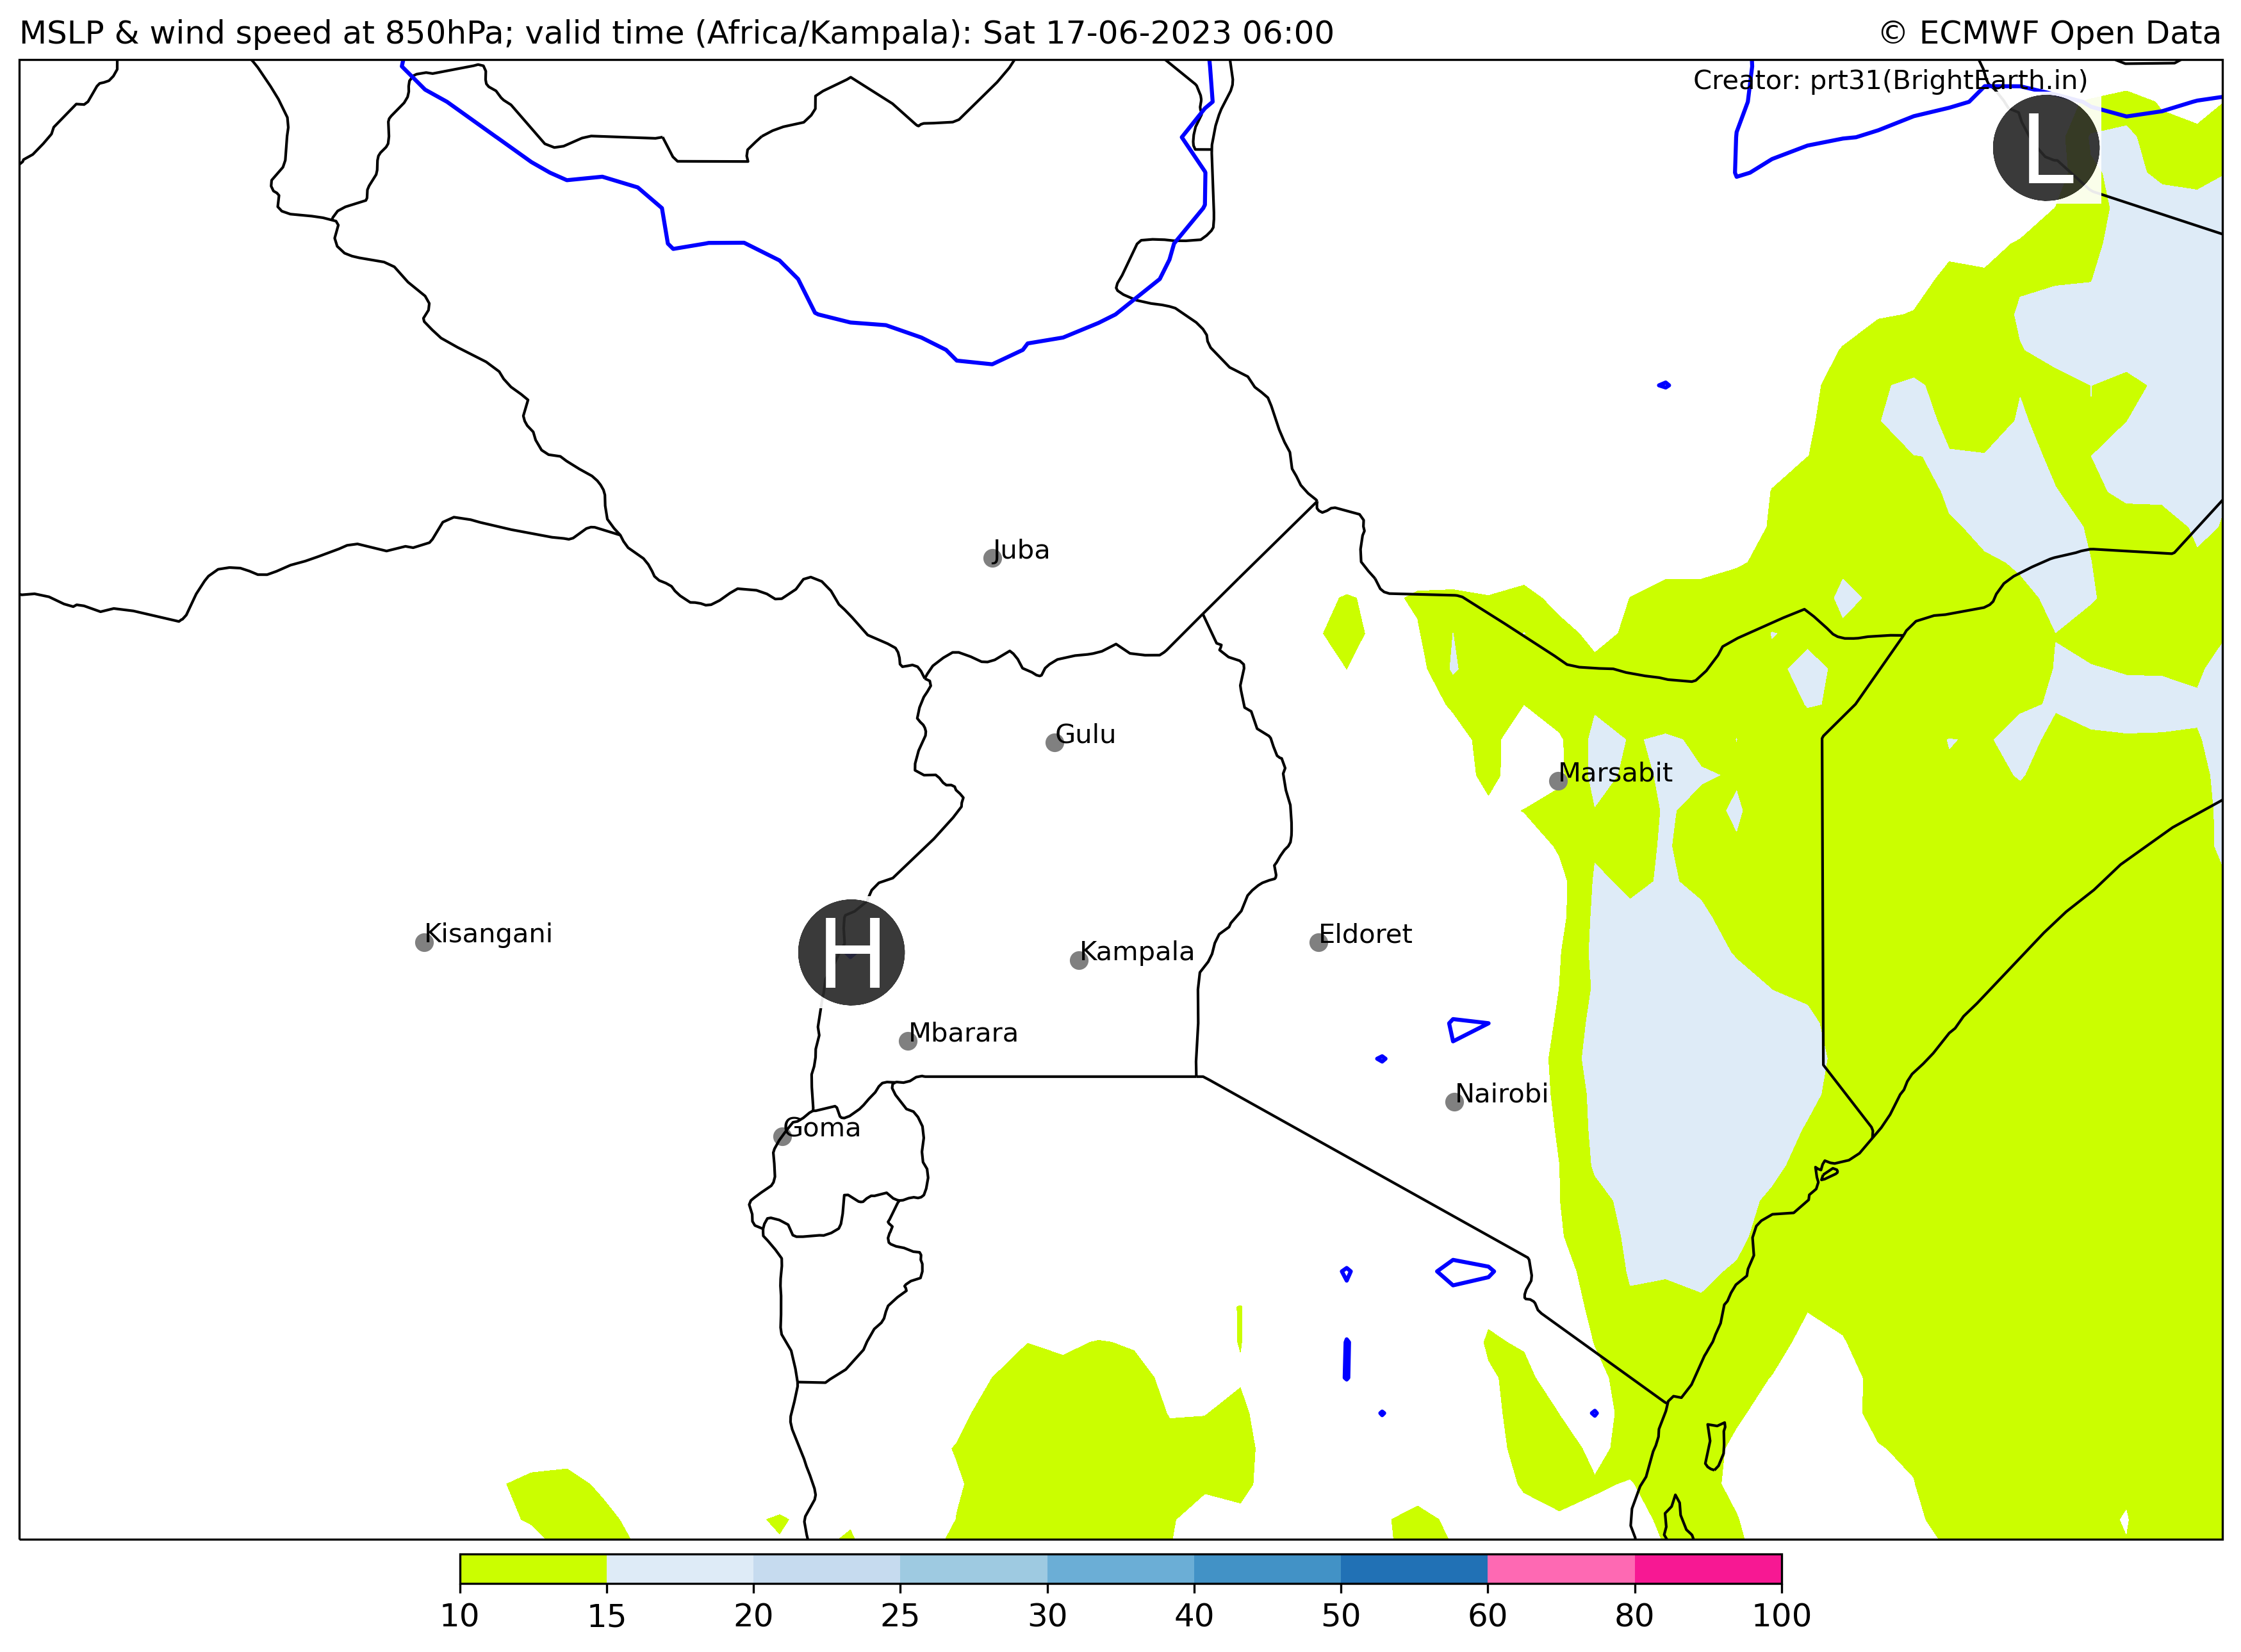 MSLP & wind speed at 850hPa; valid time (Africa/Kampala): Sat 17-06-2023 06:00
© ECMWF Open Data
Creator: prt31(BrightEarth.in)
L
Juba
Gulu
Marsabit
Kisangani
H
Kampala
Eldoret
Mbarara
Nairobi
Goma
10 15 20 25 30 40 50 60 80 100